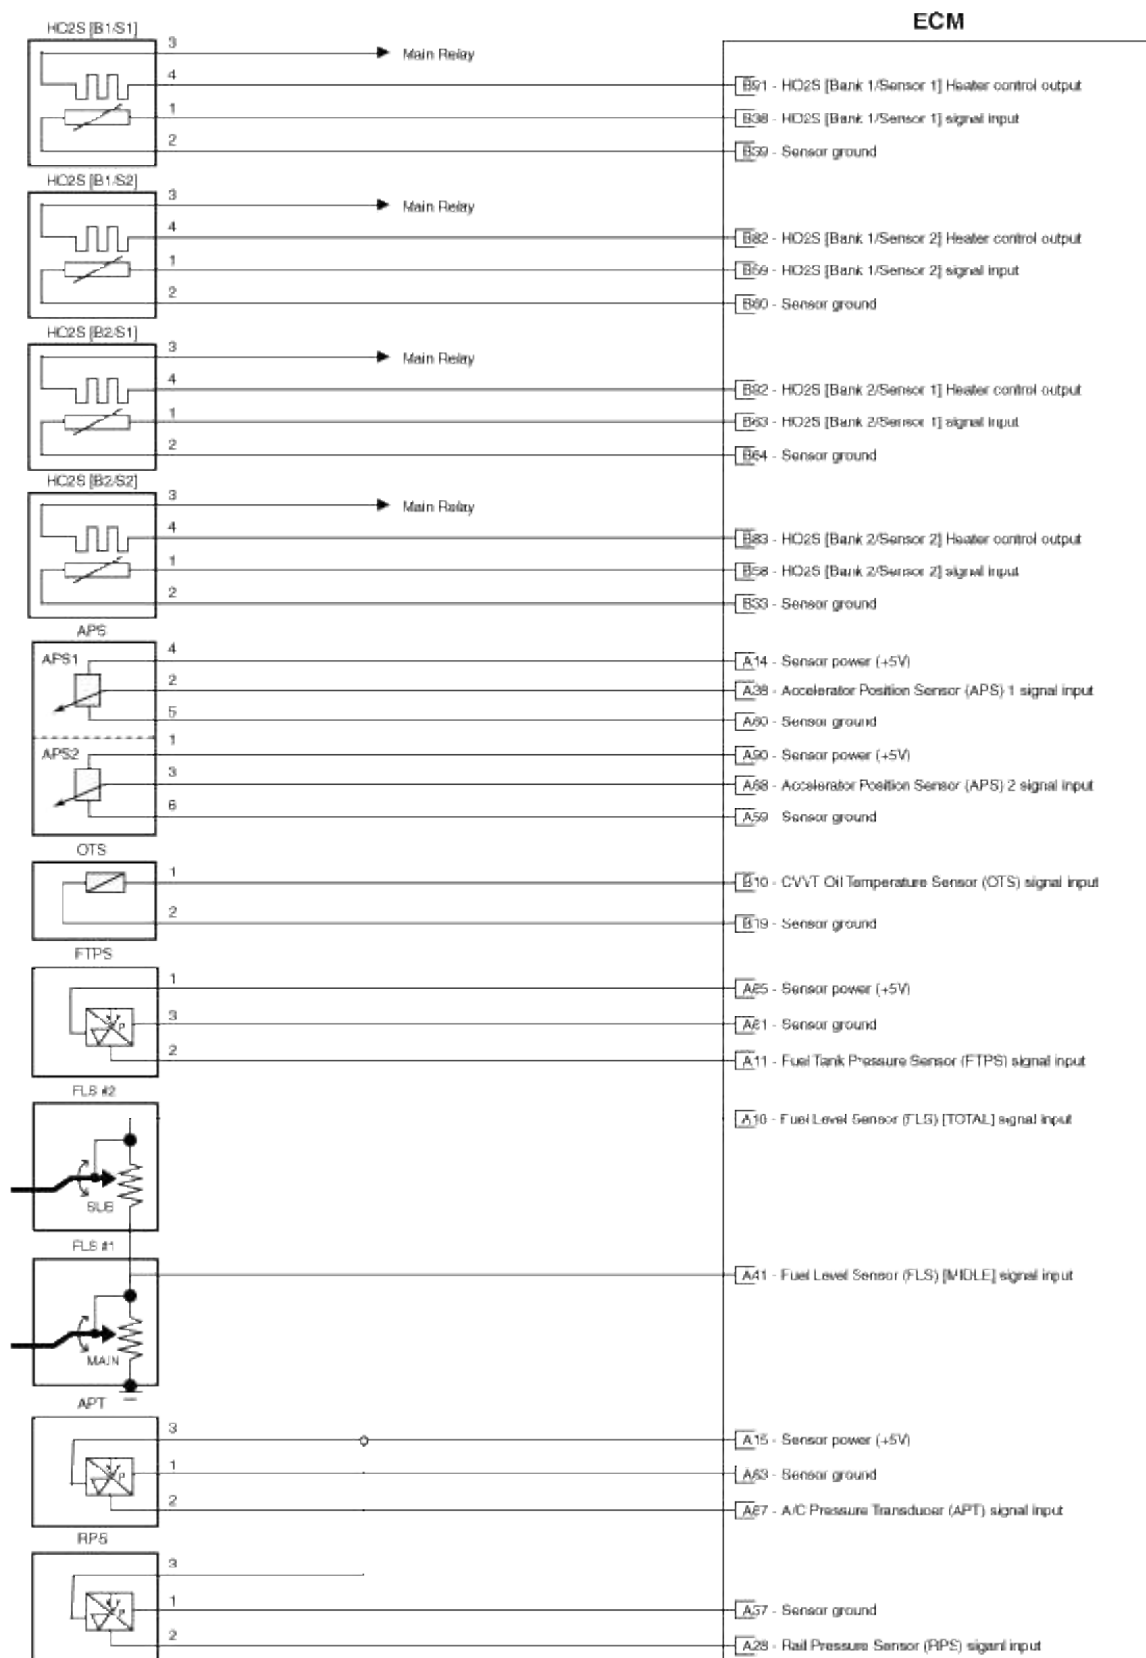 ECM
HO2S [B1/S1]
3
Main Relay
4
B91 - HO2S [Bank 1/Sensor 1] Heater control output
1
B38 - HO2S [Bank 1/Sensor 1] signal input
2
B39 - Sensor ground
HO2S [B1/S2]
3
Main Relay
4
B82 - HO2S [Bank 1/Sensor 2] Heater control output
1
B59 - HO2S [Bank 1/Sensor 2] signal input
2
B60 - Sensor ground
HO2S [B2/S1]
3
Main Relay
4
B92 - HO2S [Bank 2/Sensor 1] Heater control output
1
B63 - HO2S [Bank 2/Sensor 1] signal input
2
B64 - Sensor ground
HO2S [B2/S2]
3
Main Relay
4
B83 - HO2S [Bank 2/Sensor 2] Heater control output
1
B58 - HO2S [Bank 2/Sensor 2] signal input
2
B33 - Sensor ground
APS
APS1
4
A14 - Sensor power (+5V)
2
A38 - Accelerator Position Sensor (APS) 1 signal input
5
A60 - Sensor ground
APS2
1
A90 - Sensor power (+5V)
3
A68 - Accelerator Position Sensor (APS) 2 signal input
6
A59 Sensor ground
OTS
1
B10 - CVVT Oil Temperature Sensor (OTS) signal input
2
B19 - Sensor ground
FTPS
1
Sensor power (+5V)
3
Sensor ground
2
A11 - Fuel Tank Pressure Sensor (FTPS) signal input
FLS #2
A10 - Fuel Level Sensor (FLS) [TOTAL] signal input
SUB
FLS #1
A41 - Fuel Level Sensor (FLS) [MIDLE] signal input
MAIN
APT
3
A15 - Sensor power (+5V)
1
A63 - Sensor ground
2
A/C Pressure Transducer (APT) signal input
RPS
3
1
Sensor ground
2
A28 - Rail Pressure Sensor (RPS) siganl input